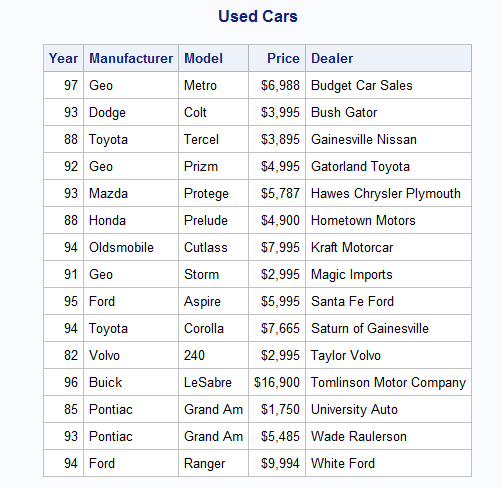 Used Cars
Year Manufacturer Model Price Dealer
97 Geo Metro $6,988 Budget Car Sales
93 Dodge Colt $3,995 Bush Gator
88 Toyota Tercel $3,895 Gainesville Nissan
92 Geo Prizm $4,995 Gatorland Toyota
93 Mazda Protege $5,787 Hawes Chrysler Plymouth
88 Honda Prelude $4,900 Hometown Motors
94 Oldsmobile Cutlass $7,995 Kraft Motorcar
91 Geo Storm $2,995 Magic Imports
95 Ford Aspire $5,995 Santa Fe Ford
94 Toyota Corolla $7,665 Saturn of Gainesville
82 Volvo 240 $2,995 Taylor Volvo
96 Buick LeSabre $16,900 Tomlinson Motor Company
85 Pontiac Grand Am $1,750 University Auto
93 Pontiac Grand Am $5,485 Wade Raulerson
94 Ford Ranger $9,994 White Ford